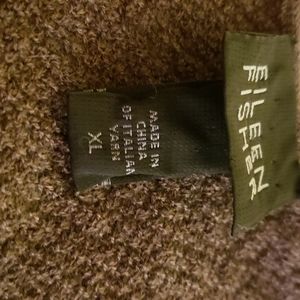 EILEEN
FISHER
MADE IN
CHINA
OF ITALIAN
YARN
XL